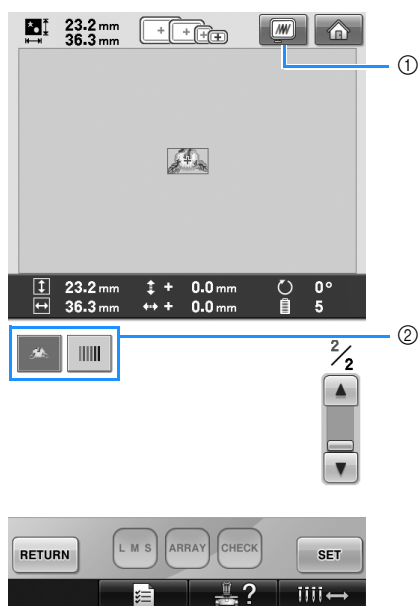 23.2 mm
36.3 mm
①
23.2 mm + 0.0 mm 0°
36.3 mm + 0.0 mm 5
②
2/2
RETURN L M S ARRAY CHECK SET
?